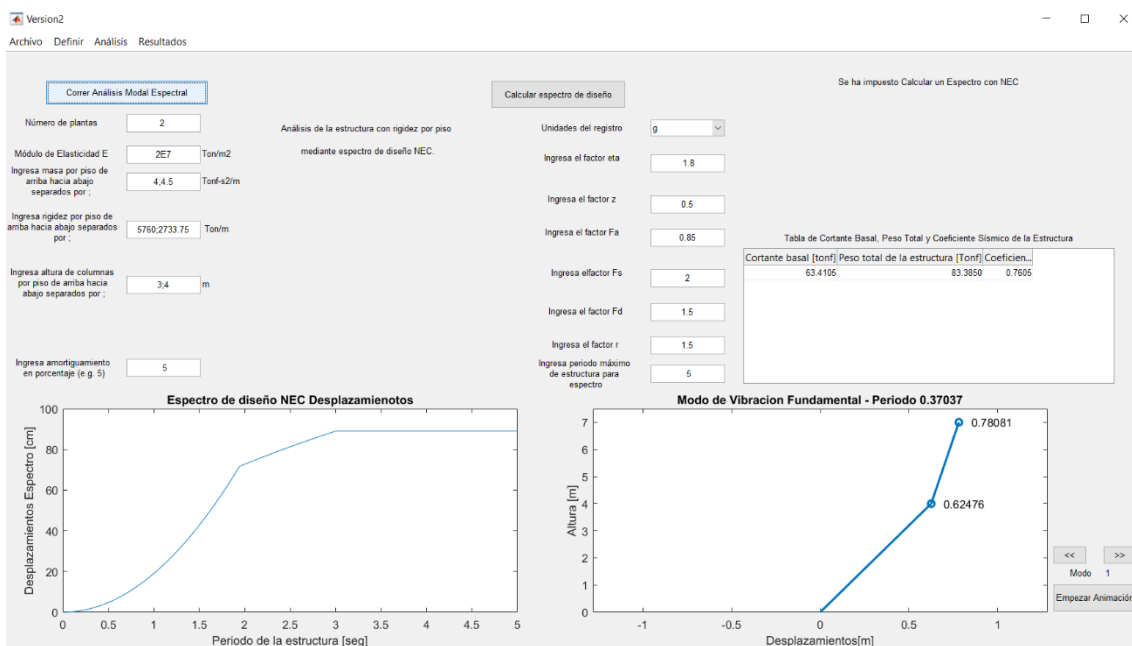 Version2
Archivo Definir Análisis Resultados
Correr Análisis Modal Espectral
Número de plantas
2
Módulo de Elasticidad E
2E7
Ton/m2
Ingresa masa por piso de
arriba hacia abajo
separados por ;
4;4.5
Tonf-s2/m
Ingresa rigidez por piso de
arriba hacia abajo separados
por ;
5760;2733.75
Ton/m
Ingresa altura de columnas
por piso de arriba hacia
abajo separados por ;
3;4
m
Ingresa amortiguamiento
en porcentaje (e.g. 5)
5
Análisis de la estructura con rigidez por piso
mediante espectro de diseño NEC.
Calcular espectro de diseño
Unidades del registro
g
Ingresa el factor eta
1.8
Ingresa el factor z
0.5
Ingresa el factor Fa
0.85
Ingresa elfactor Fs
2
Ingresa el factor Fd
1.5
Ingresa el factor r
1.5
Ingresa periodo máximo
de estructura para
espectro
5
Se ha impuesto Calcular un Espectro con NEC
Tabla de Cortante Basal, Peso Total y Coeficiente Sísmico de la Estructura
Cortante basal [tonf] Peso total de la estructura [Tonf] Coeficien...
63.4105 83.3850 0.7605
Espectro de diseño NEC Desplazamienotos
Desplazamientos Espectro [cm]
100
80
60
40
20
0
0 0.5 1 1.5 2 2.5 3 3.5 4 4.5 5
Periodo de la estructura [seg]
Modo de Vibracion Fundamental - Periodo 0.37037
Altura [m]
7
6
5
4
3
2
1
0
0.78081
0.62476
-1 -0.5 0 0.5 1
Desplazamientos[m]
<< >>
Modo 1
Empezar Animación